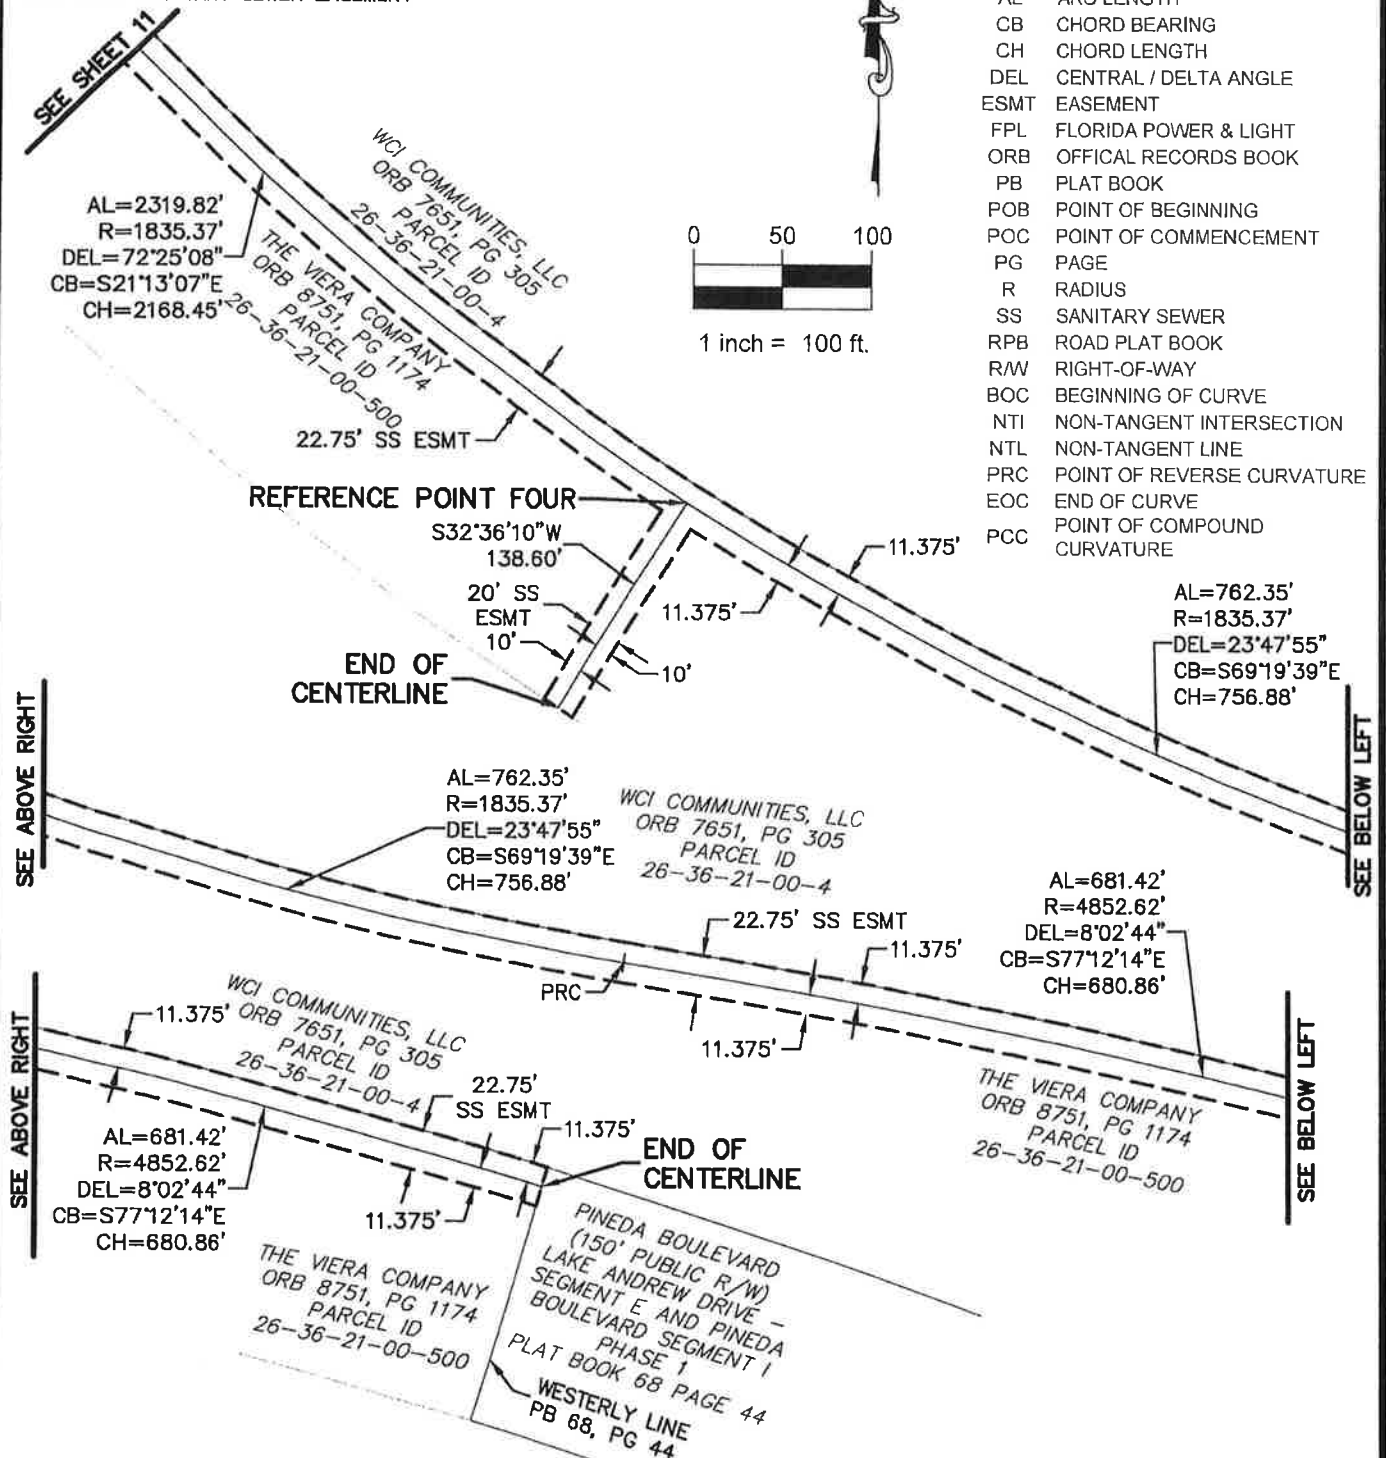 SEE SHEET 11
AL ARC LENGTH
CB CHORD BEARING
CH CHORD LENGTH
DEL CENTRAL / DELTA ANGLE
ESMT EASEMENT
FPL FLORIDA POWER & LIGHT
ORB OFFICAL RECORDS BOOK
PB PLAT BOOK
POB POINT OF BEGINNING
POC POINT OF COMMENCEMENT
PG PAGE
R RADIUS
SS SANITARY SEWER
RPB ROAD PLAT BOOK
R/W RIGHT-OF-WAY
BOC BEGINNING OF CURVE
NTI NON-TANGENT INTERSECTION
NTL NON-TANGENT LINE
PRC POINT OF REVERSE CURVATURE
EOC END OF CURVE
PCC POINT OF COMPOUND
CURVATURE
0 50 100
1 inch = 100 ft.
WCI COMMUNITIES, LLC
ORB 7651, PG 305
PARCEL ID
26-36-21-00-4
AL=2319.82'
R=1835.37'
DEL=72°25'08"
CB=S21°13'07"E
CH=2168.45'
THE VIERA COMPANY
ORB 8751, PG 1174
PARCEL ID
26-36-21-00-500
22.75' SS ESMT
REFERENCE POINT FOUR
S32°36'10"W
138.60'
20' SS
ESMT
10'
10'
END OF
CENTERLINE
11.375'
11.375'
AL=762.35'
R=1835.37'
DEL=23°47'55"
CB=S69°19'39"E
CH=756.88'
SEE BELOW LEFT
SEE ABOVE RIGHT
AL=762.35'
R=1835.37'
DEL=23°47'55"
CB=S69°19'39"E
CH=756.88'
WCI COMMUNITIES, LLC
ORB 7651, PG 305
PARCEL ID
26-36-21-00-4
22.75' SS ESMT
11.375'
PRC
11.375'
AL=681.42'
R=4852.62'
DEL=8°02'44"
CB=S77°12'14"E
CH=680.86'
THE VIERA COMPANY
ORB 8751, PG 1174
PARCEL ID
26-36-21-00-500
SEE BELOW LEFT
SEE ABOVE RIGHT
11.375'
WCI COMMUNITIES, LLC
ORB 7651, PG 305
PARCEL ID
26-36-21-00-4
22.75'
SS ESMT
11.375'
END OF
CENTERLINE
AL=681.42'
R=4852.62'
DEL=8°02'44"
CB=S77°12'14"E
CH=680.86'
11.375'
THE VIERA COMPANY
ORB 8751, PG 1174
PARCEL ID
26-36-21-00-500
PINEDA BOULEVARD
(150' PUBLIC R/W)
LAKE ANDREW DRIVE -
SEGMENT E AND PINEDA
BOULEVARD SEGMENT I
PHASE 1
PLAT BOOK 68 PAGE 44
WESTERLY LINE
PB 68, PG 44